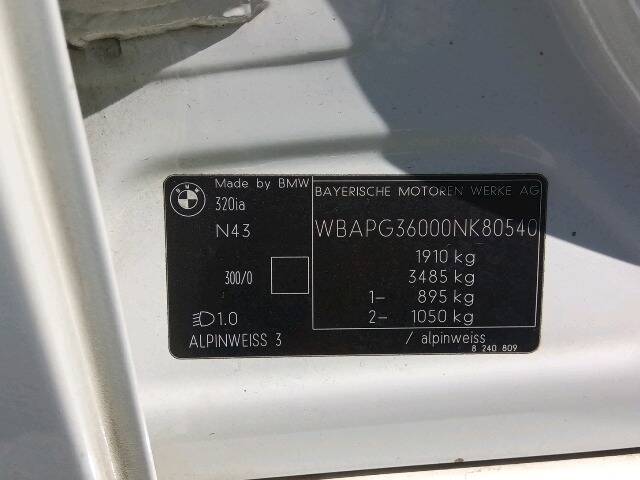 BMW
Made by BMW
320ia
N43
300/0
1.0
ALPINWEISS 3
BAYERISCHE MOTOREN WERKE AG
WBAPG36000NK80540
1910 kg
3485 kg
1- 895 kg
2- 1050 kg
/ alpinweiss
8 240 809